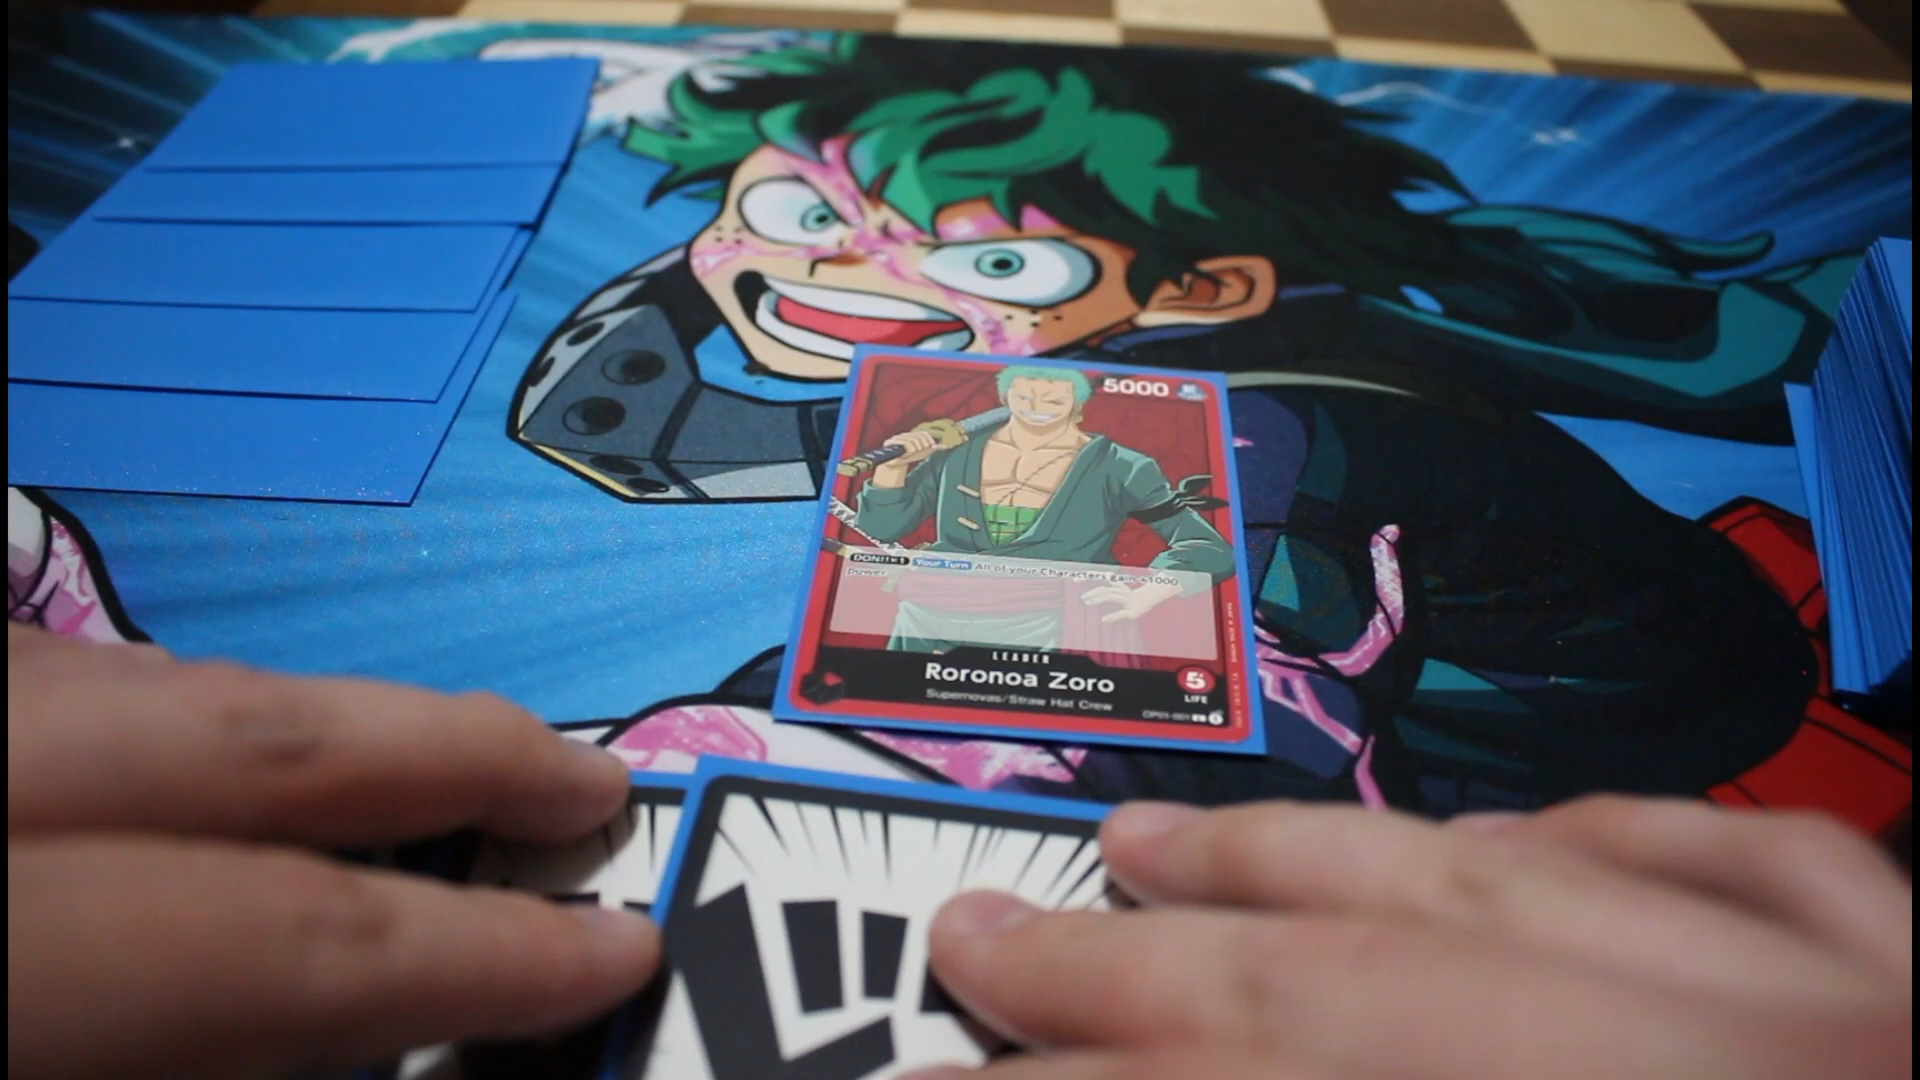 5000
DON!!×1 Your Turn All of your Characters gain +1000
power.
LEADER
Roronoa Zoro
Supernovas/Straw Hat Crew
5
LIFE
OP01-001